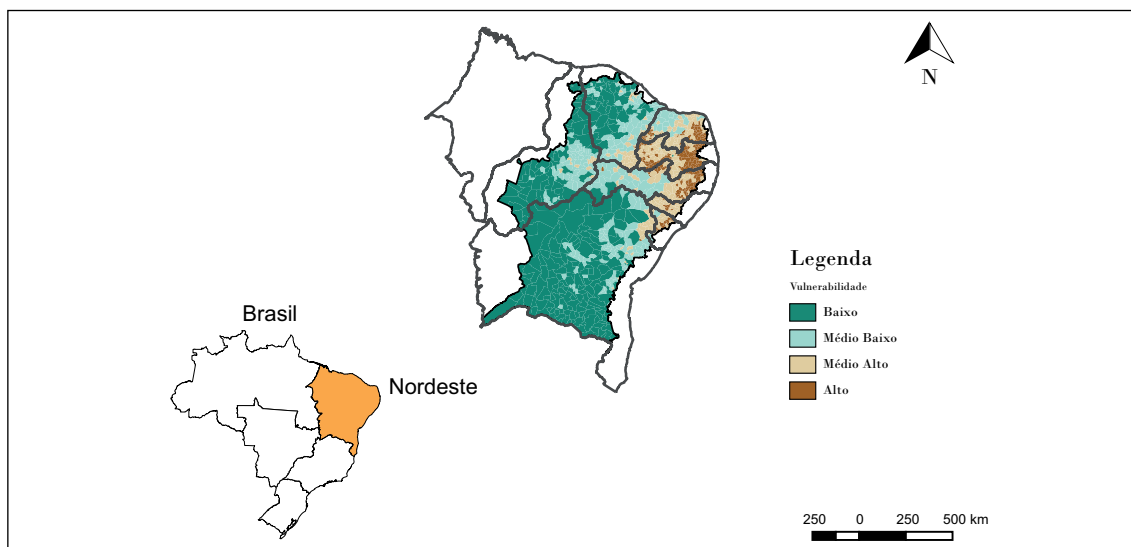 N
Legenda
Vulnerabilidade
Baixo
Médio Baixo
Médio Alto
Alto
Brasil
Nordeste
250 0 250 500 km